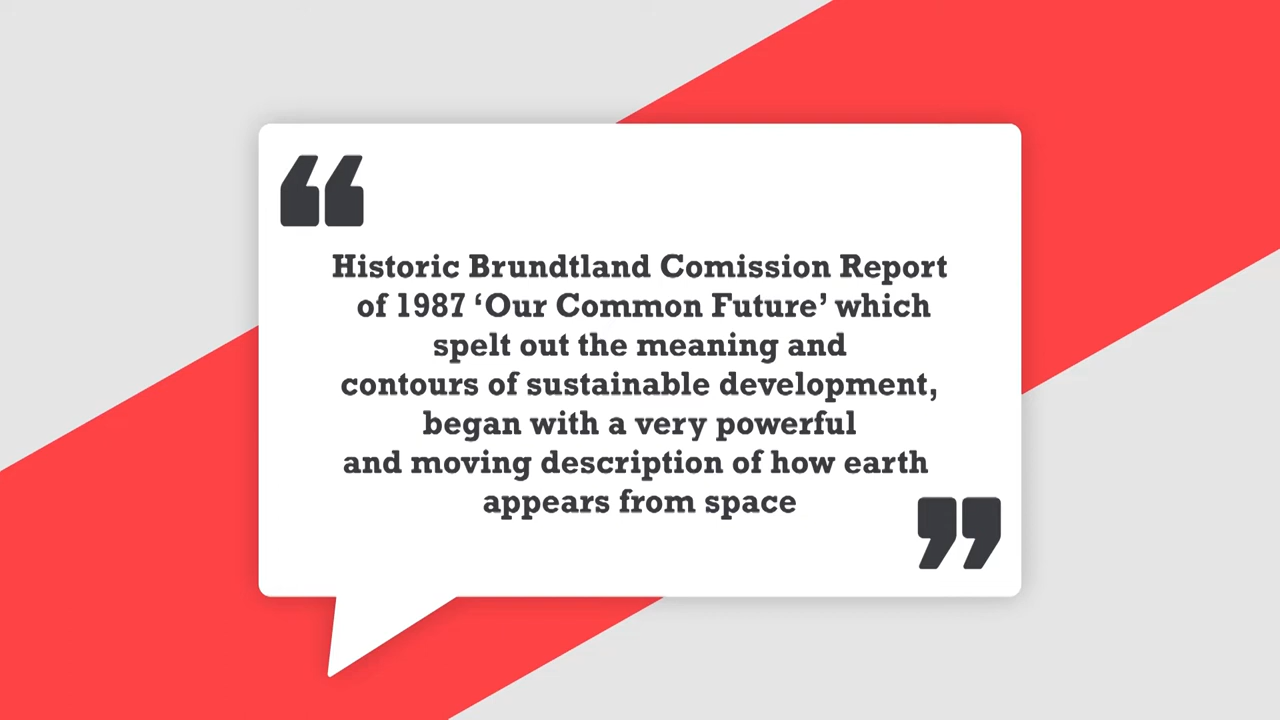 Historic Brundtland Comission Report
of 1987 ‘Our Common Future’ which
spelt out the meaning and
contours of sustainable development,
began with a very powerful
and moving description of how earth
appears from space